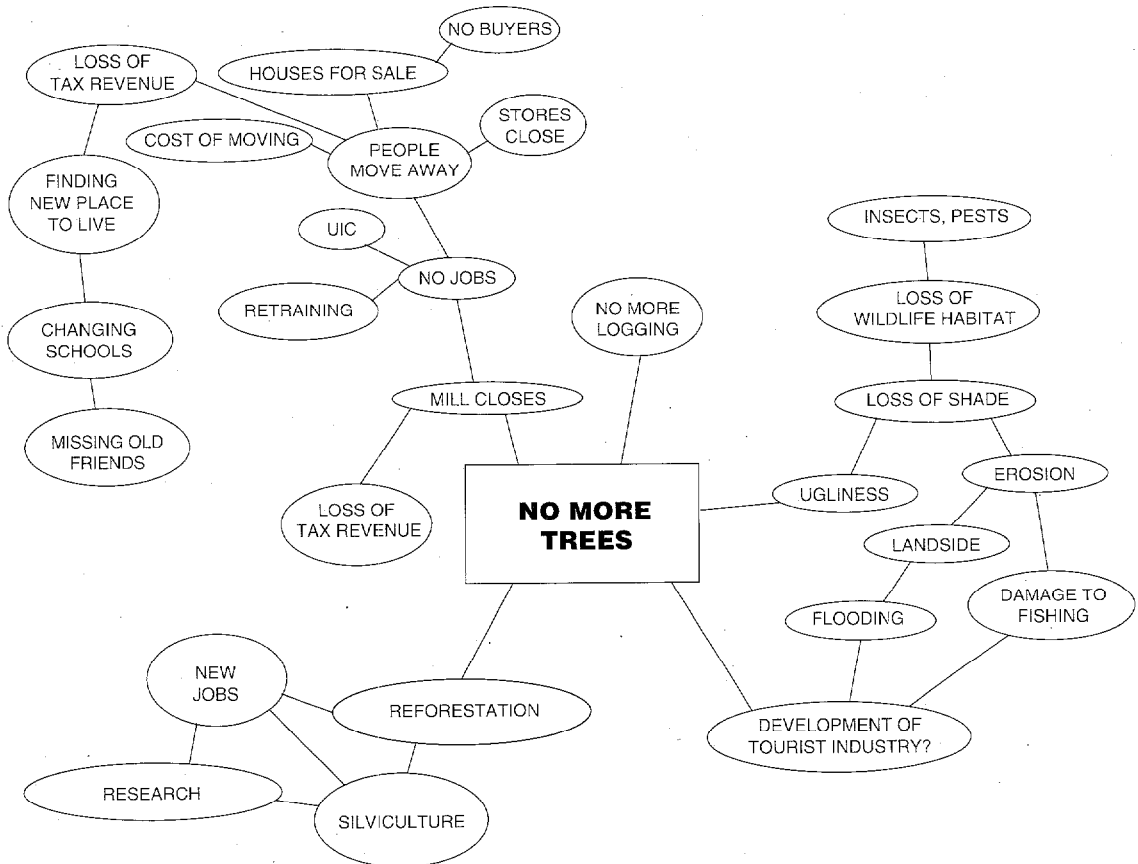 NO BUYERS
LOSS OF
TAX REVENUE
HOUSES FOR SALE
STORES
CLOSE
COST OF MOVING
PEOPLE
MOVE AWAY
FINDING
NEW PLACE
TO LIVE
UIC
NO JOBS
RETRAINING
CHANGING
SCHOOLS
MISSING OLD
FRIENDS
MILL CLOSES
LOSS OF
TAX REVENUE
NO MORE
LOGGING
INSECTS, PESTS
LOSS OF
WILDLIFE HABITAT
LOSS OF SHADE
UGLINESS
EROSION
LANDSIDE
FLOODING
DAMAGE TO
FISHING
NO MORE
TREES
NEW
JOBS
REFORESTATION
RESEARCH
SILVICULTURE
DEVELOPMENT OF
TOURIST INDUSTRY?